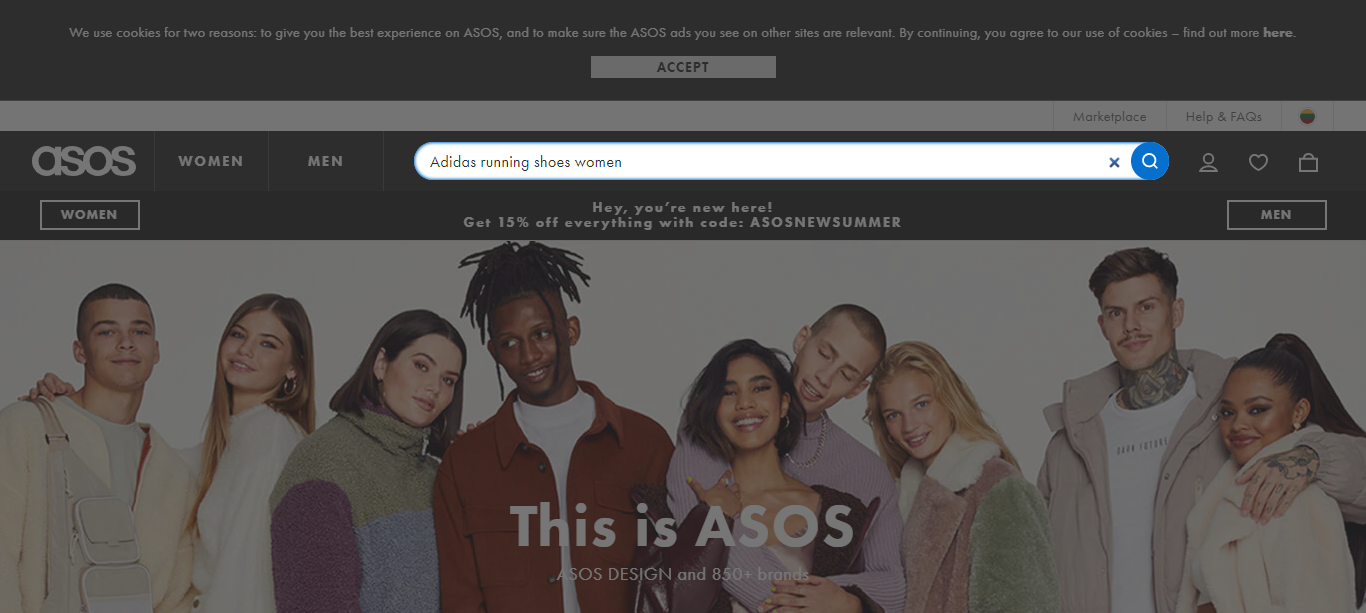 We use cookies for two reasons: to give you the best experience on ASOS, and to make sure the ASOS ads you see on other sites are relevant. By continuing, you agree to our use of cookies – find out more here.
ACCEPT
Marketplace
Help & FAQs
asos
WOMEN
MEN
Adidas running shoes women
WOMEN
Hey, you’re new here!
Get 15% off everything with code: ASOSNEWSUMMER
MEN
DARK FUTURE
This is ASOS
ASOS DESIGN and 850+ brands